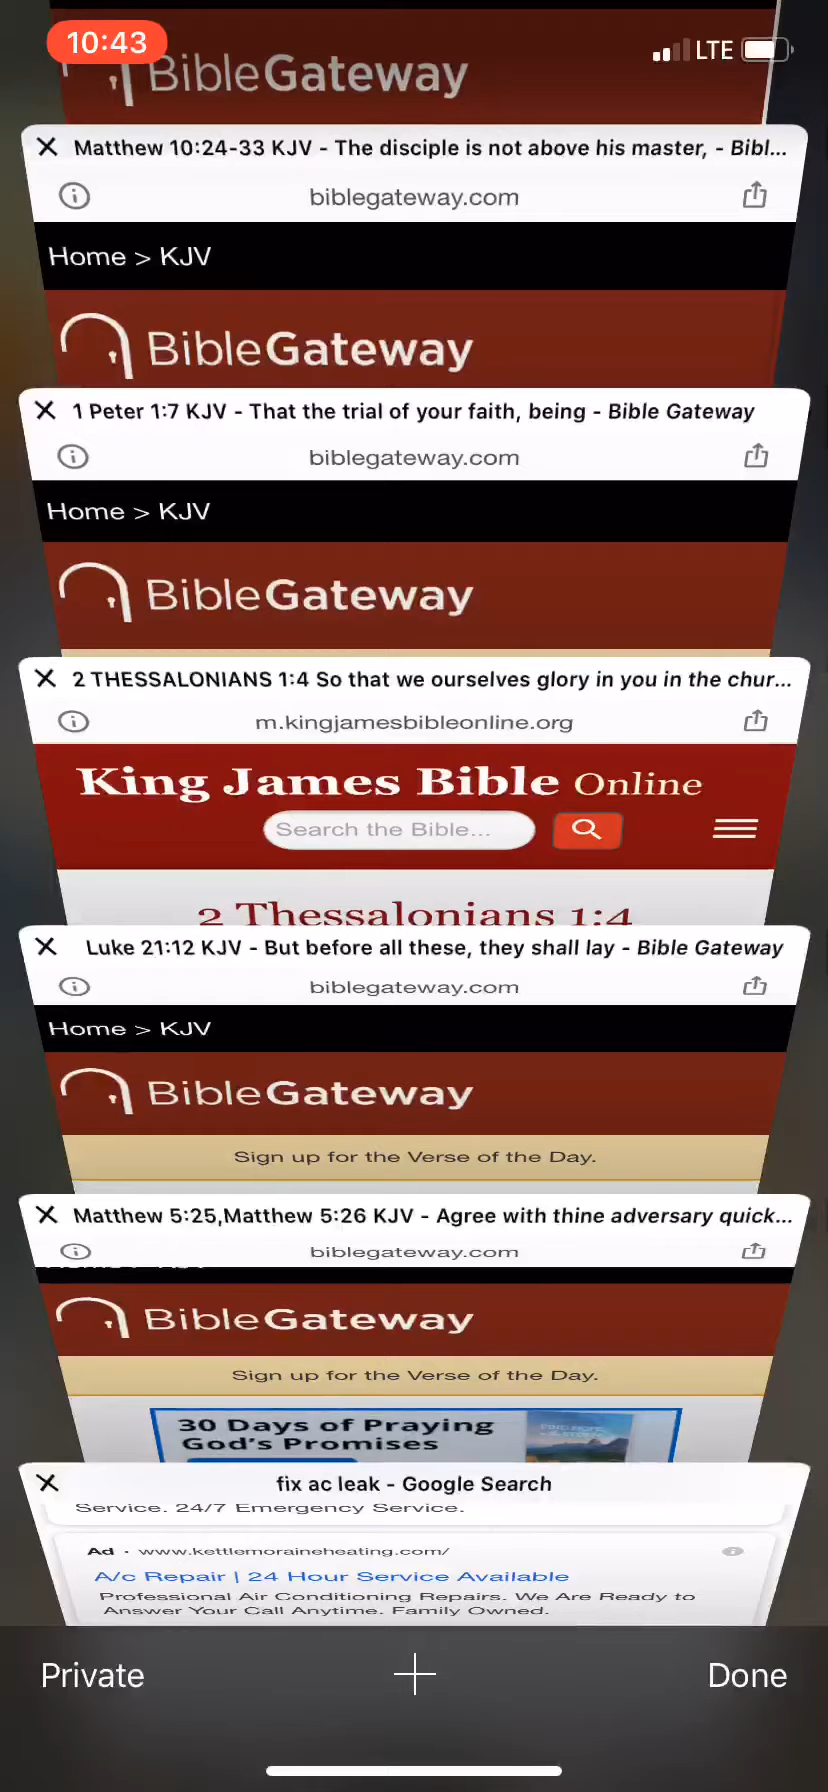 10:43
LTE
BibleGateway
Matthew 10:24-33 KJV - The disciple is not above his master, - Bibl...
biblegateway.com
Home > KJV
BibleGateway
1 Peter 1:7 KJV - That the trial of your faith, being - Bible Gateway
biblegateway.com
Home > KJV
BibleGateway
2 THESSALONIANS 1:4 So that we ourselves glory in you in the chur...
m.kingjamesbibleonline.org
King James Bible Online
Search the Bible...
2 Thessalonians 1:4
Luke 21:12 KJV - But before all these, they shall lay - Bible Gateway
biblegateway.com
Home > KJV
BibleGateway
Sign up for the Verse of the Day.
Matthew 5:25,Matthew 5:26 KJV - Agree with thine adversary quick...
biblegateway.com
BibleGateway
Sign up for the Verse of the Day.
30 Days of Praying
God's Promises
fix ac leak - Google Search
Service. 24/7 Emergency Service.
Ad · www.kettlemoraineheating.com/
A/c Repair | 24 Hour Service Available
Professional Air Conditioning Repairs. We Are Ready to
Answer Your Call Anytime. Family Owned.
Private
Done